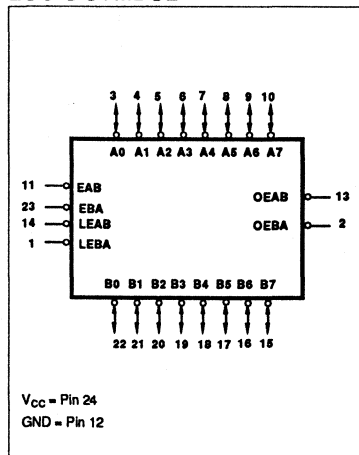 3 4 5 6 7 8 9 10
A0 A1 A2 A3 A4 A5 A6 A7
11 EAB
23 EBA
14 LEAB
1 LEBA
OEAB 13
OEBA 2
B0 B1 B2 B3 B4 B5 B6 B7
22 21 20 19 18 17 16 15
VCC = Pin 24
GND = Pin 12